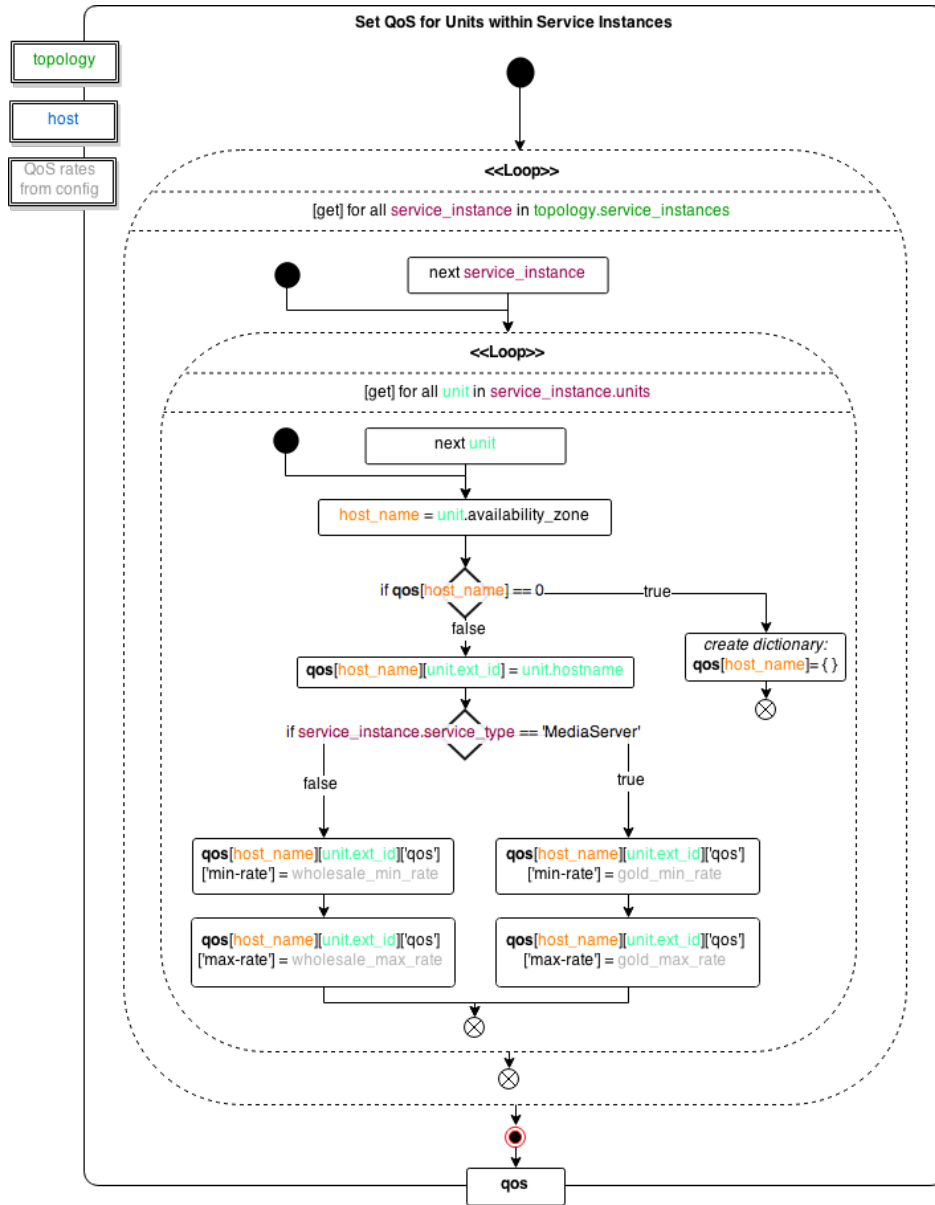 Set QoS for Units within Service Instances
topology
host
QoS rates
from config
<<Loop>>
[get] for all service_instance in topology.service_instances
next service_instance
<<Loop>>
[get] for all unit in service_instance.units
next unit
host_name = unit.availability_zone
if qos[host_name] == 0
true
false
create dictionary:
qos[host_name]= { }
qos[host_name][unit.ext_id] = unit.hostname
if service_instance.service_type == 'MediaServer'
false
true
qos[host_name][unit.ext_id]['qos']
['min-rate'] = wholesale_min_rate
qos[host_name][unit.ext_id]['qos']
['min-rate'] = gold_min_rate
qos[host_name][unit.ext_id]['qos']
['max-rate'] = wholesale_max_rate
qos[host_name][unit.ext_id]['qos']
['max-rate'] = gold_max_rate
qos